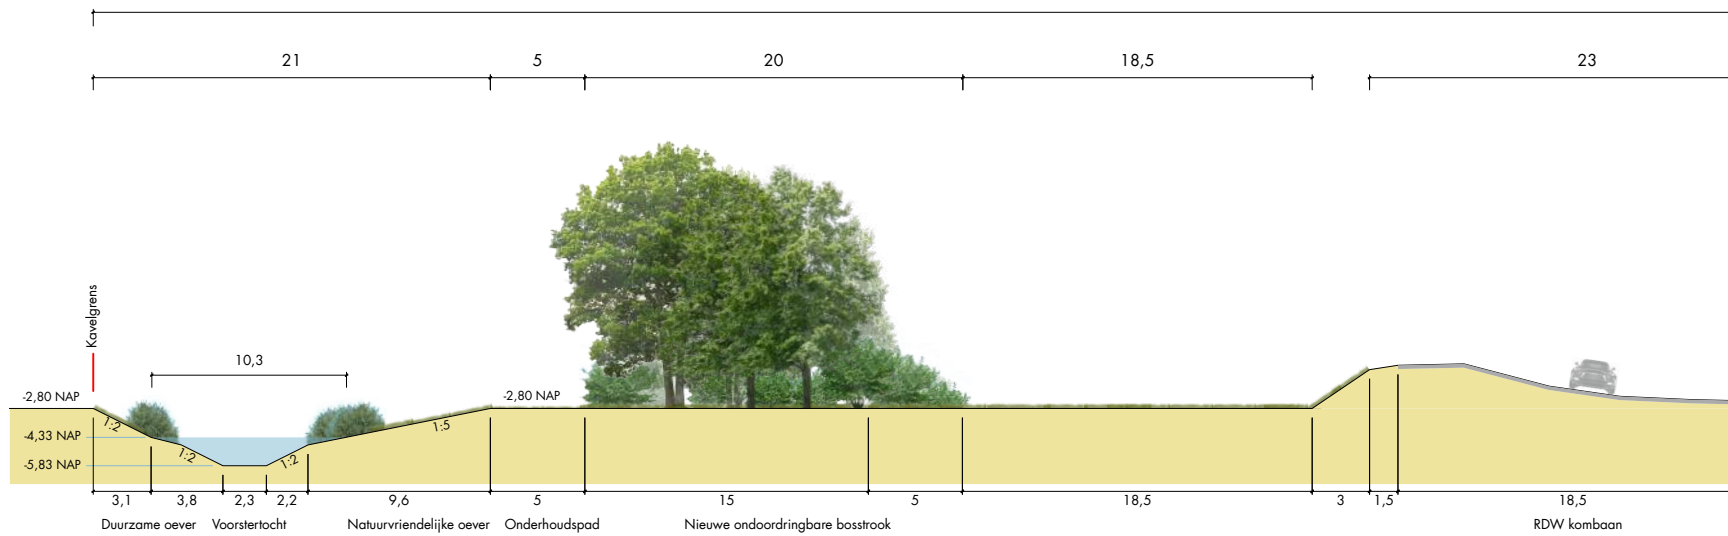 21
5
20
18,5
23
Kavelgrens
10,3
-2,80 NAP
-2,80 NAP
1:2
1:5
-4,33 NAP
1:2
1:2
-5,83 NAP
3,1
3,8
2,3
2,2
9,6
5
15
5
18,5
3
1,5
18,5
Duurzame oever
Voorstertocht
Natuurvriendelijke oever
Onderhoudspad
Nieuwe ondoordringbare bosstrook
RDW kombaan